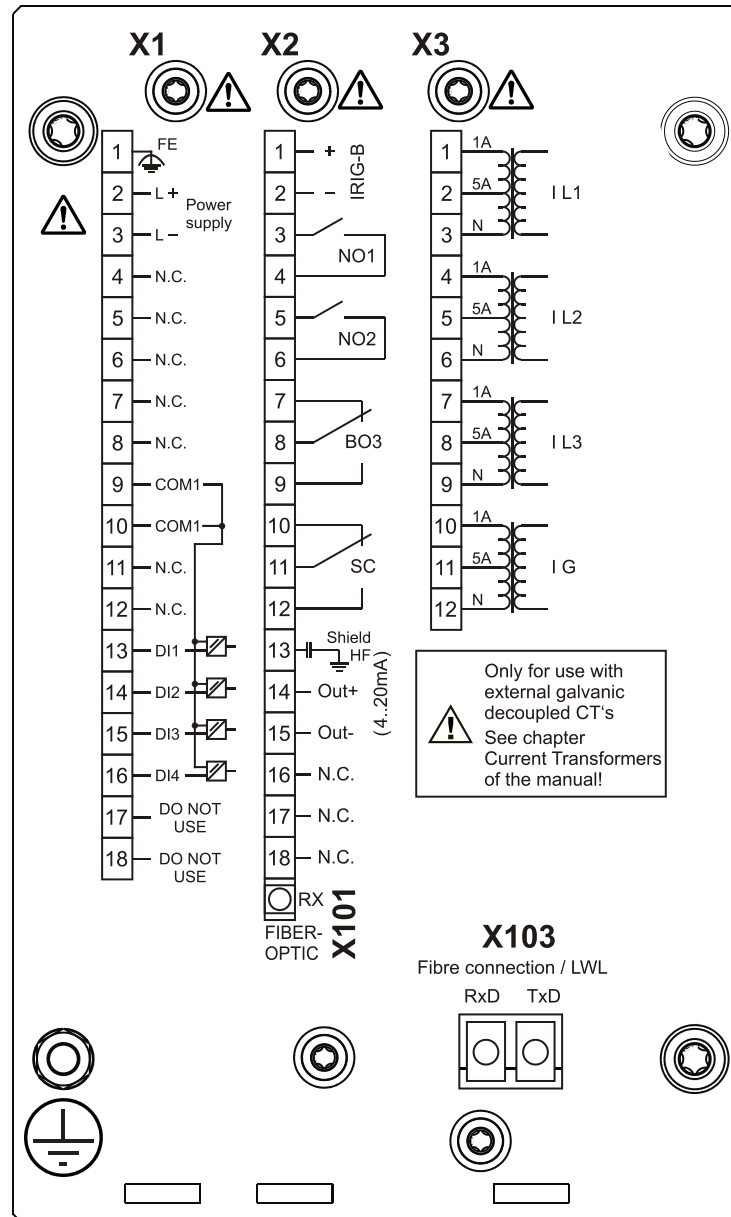 X1
X2
X3
1 FE
2 L +
Power
supply
3 L –
4 N.C.
5 N.C.
6 N.C.
7 N.C.
8 N.C.
9 COM1
10 COM1
11 N.C.
12 N.C.
13 DI1
14 DI2
15 DI3
16 DI4
17 DO NOT
USE
18 DO NOT
USE
1 +
IRIG-B
2 –
3
NO1
4
5
NO2
6
7
8 BO3
9
10
11 SC
12
13 Shield
HF
14 Out+
15 Out-
(4..20mA)
16 N.C.
17 N.C.
18 N.C.
RX
FIBER-
OPTIC
X101
1 1A
2 5A I L1
3 N
4 1A
5 5A I L2
6 N
7 1A
8 5A I L3
9 N
10 1A
11 5A I G
12 N
Only for use with
external galvanic
decoupled CT‘s
See chapter
Current Transformers
of the manual!
X103
Fibre connection / LWL
RxD TxD